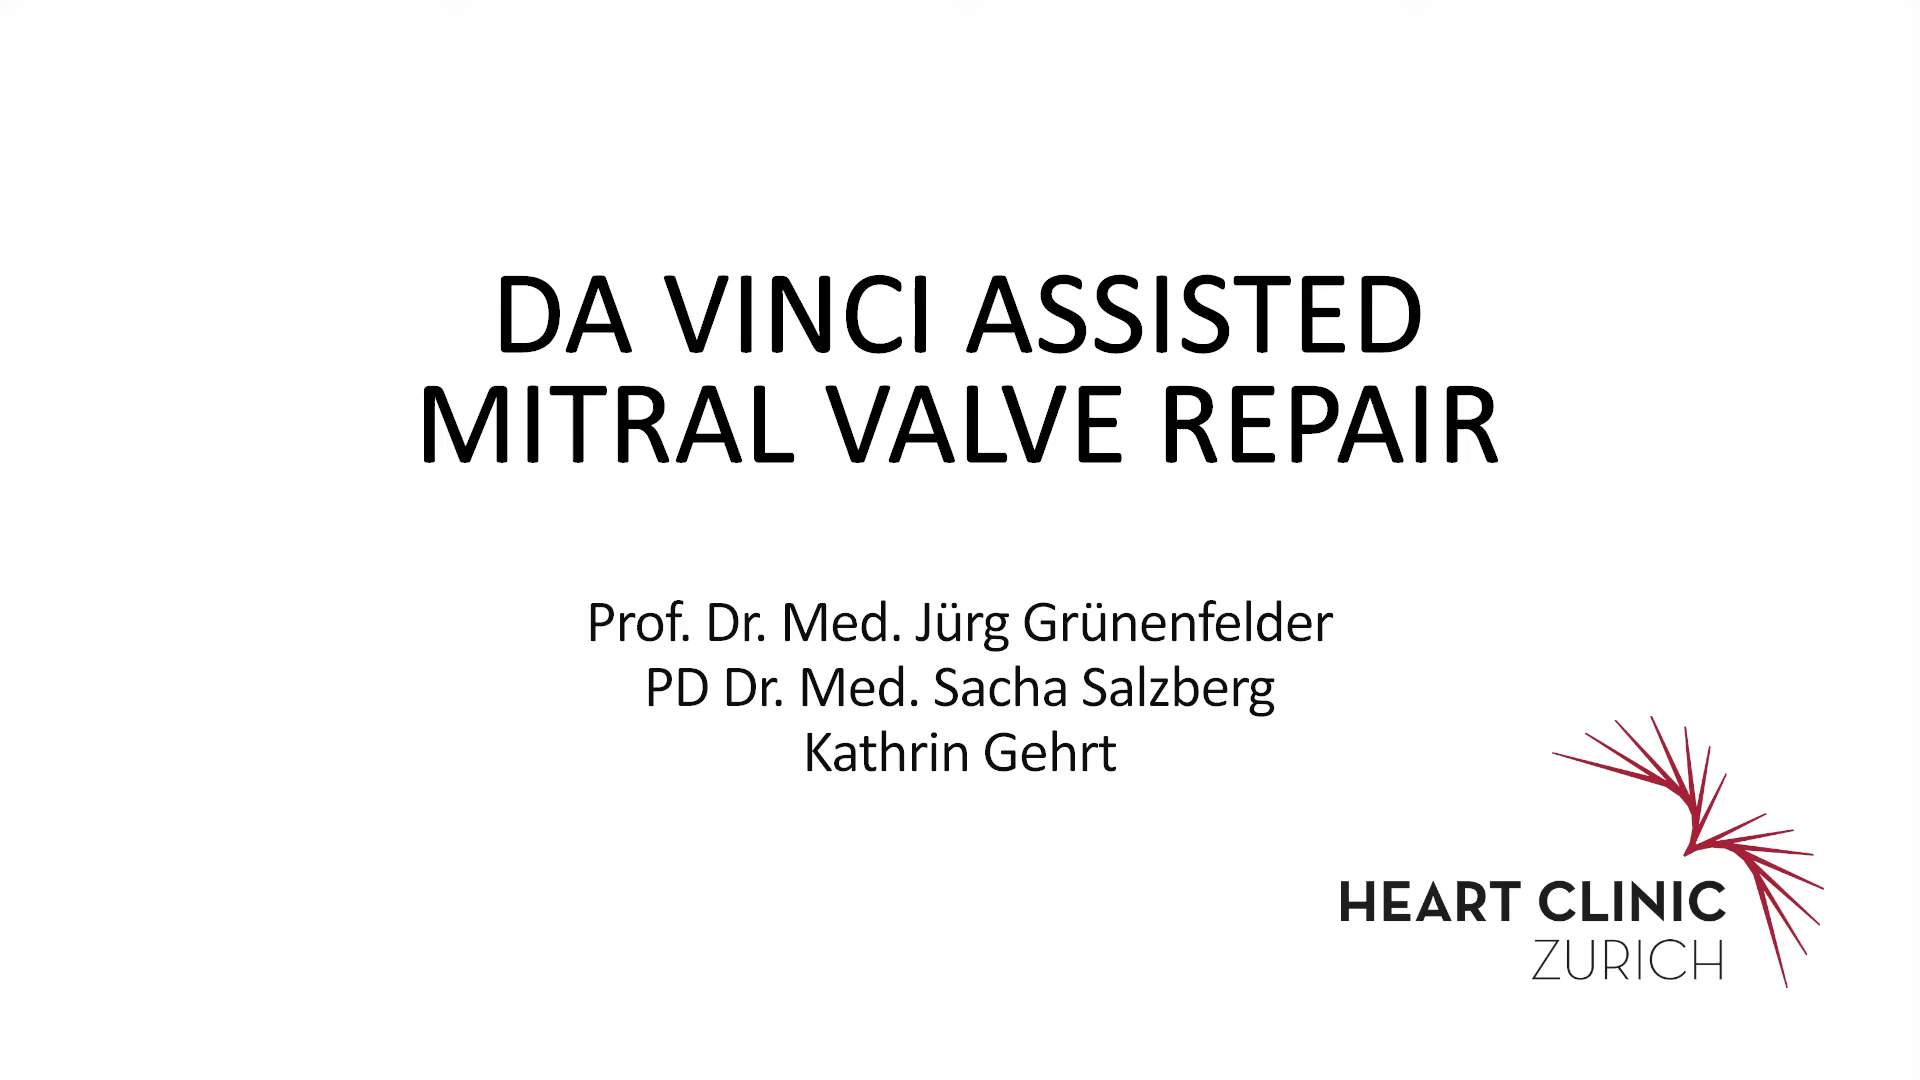 DA VINCI ASSISTED
MITRAL VALVE REPAIR
Prof. Dr. Med. Jürg Grünenfelder
PD Dr. Med. Sacha Salzberg
Kathrin Gehrt
HEART CLINIC
ZURICH